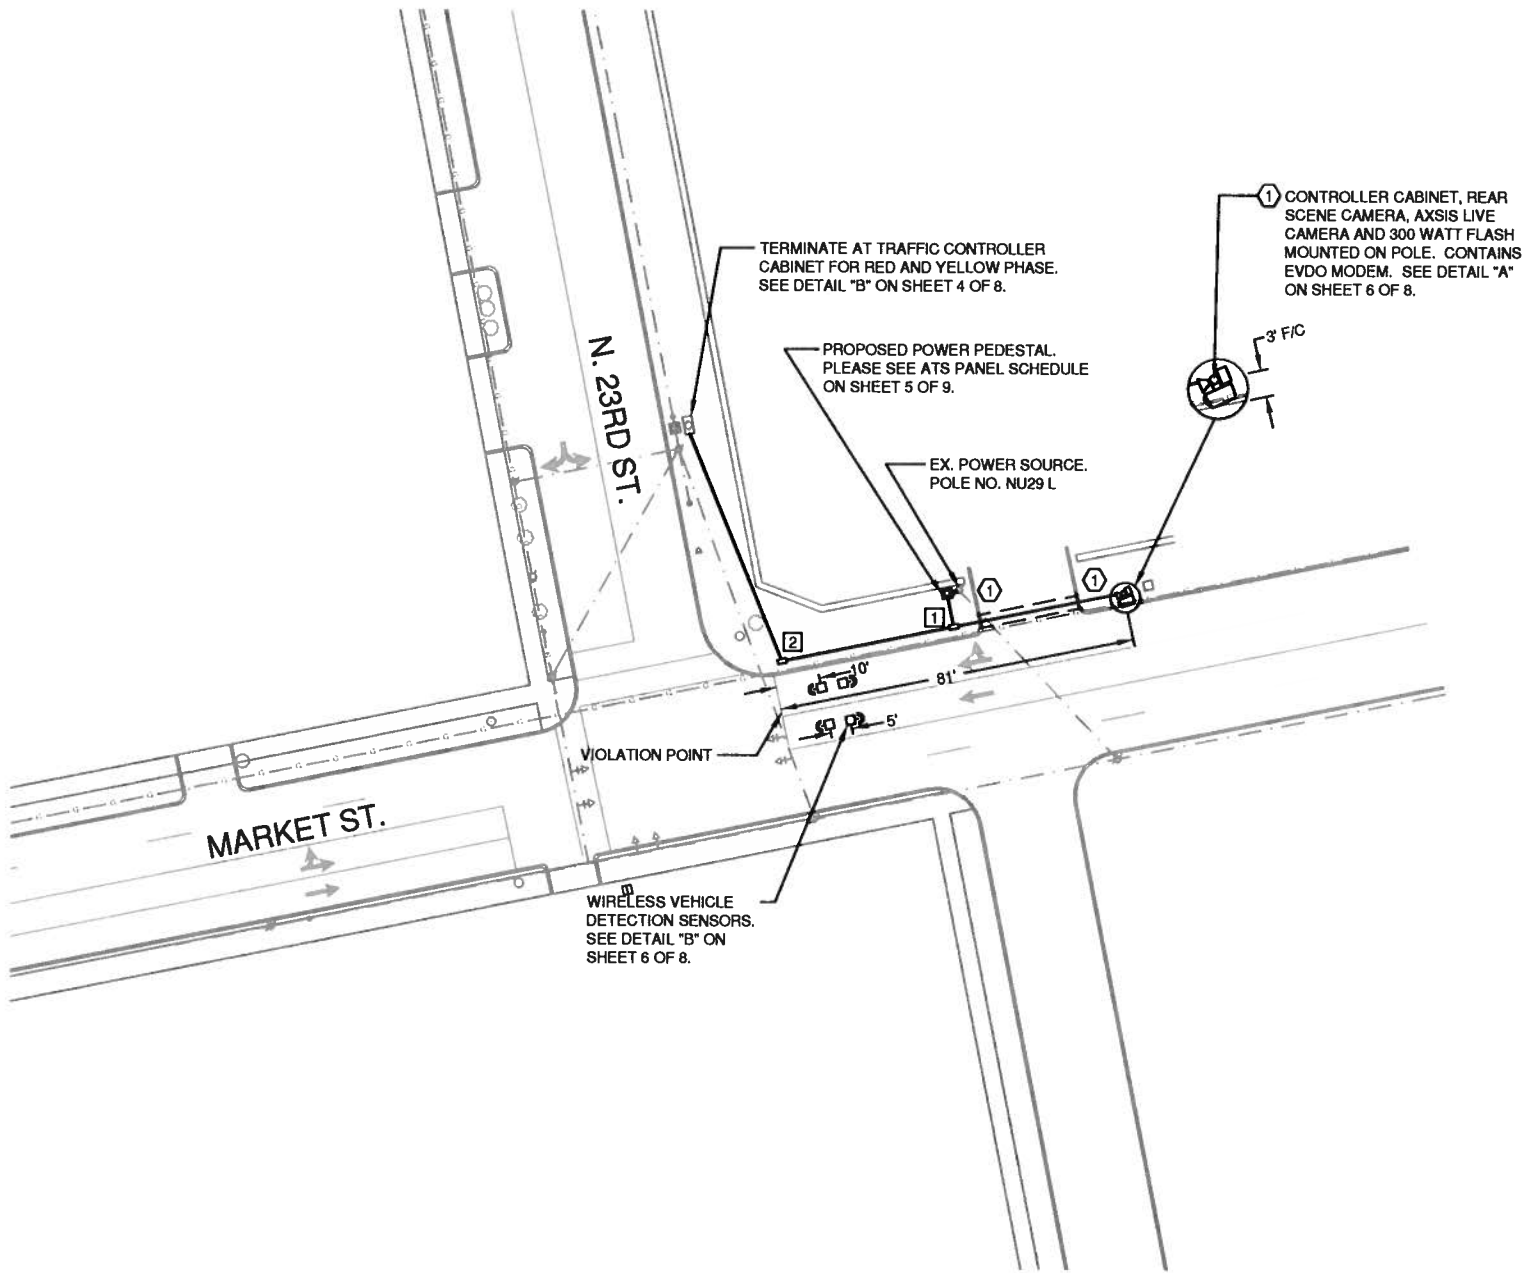 1
CONTROLLER CABINET, REAR
SCENE CAMERA, AXSIS LIVE
CAMERA AND 300 WATT FLASH
MOUNTED ON POLE. CONTAINS
EVDO MODEM. SEE DETAIL "A"
ON SHEET 6 OF 8.
TERMINATE AT TRAFFIC CONTROLLER
CABINET FOR RED AND YELLOW PHASE.
SEE DETAIL "B" ON SHEET 4 OF 8.
3' F/C
PROPOSED POWER PEDESTAL.
PLEASE SEE ATS PANEL SCHEDULE
ON SHEET 5 OF 9.
N. 23RD ST.
EX. POWER SOURCE.
POLE NO. NU29 L
1
1
1
2
10'
81'
5'
VIOLATION POINT
MARKET ST.
WIRELESS VEHICLE
DETECTION SENSORS.
SEE DETAIL "B" ON
SHEET 6 OF 8.